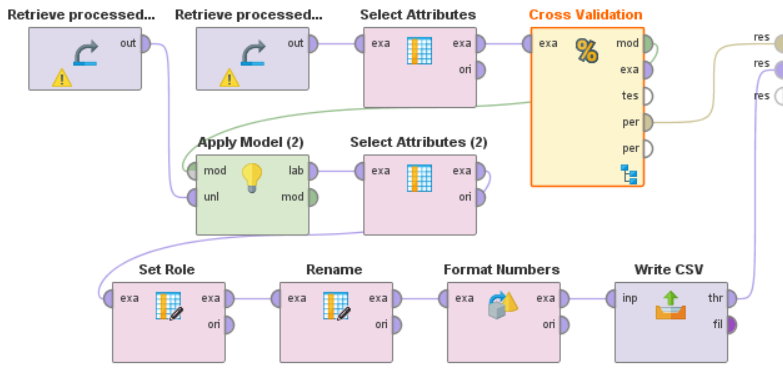 Retrieve processed...
Retrieve processed...
Select Attributes
Cross Validation
out
out
exa
exa
ori
exa
mod
exa
tes
per
per
res
res
res
Apply Model (2)
Select Attributes (2)
mod
lab
unl
mod
exa
exa
ori
Set Role
Rename
Format Numbers
Write CSV
exa
exa
ori
exa
exa
ori
exa
exa
ori
inp
thr
fil